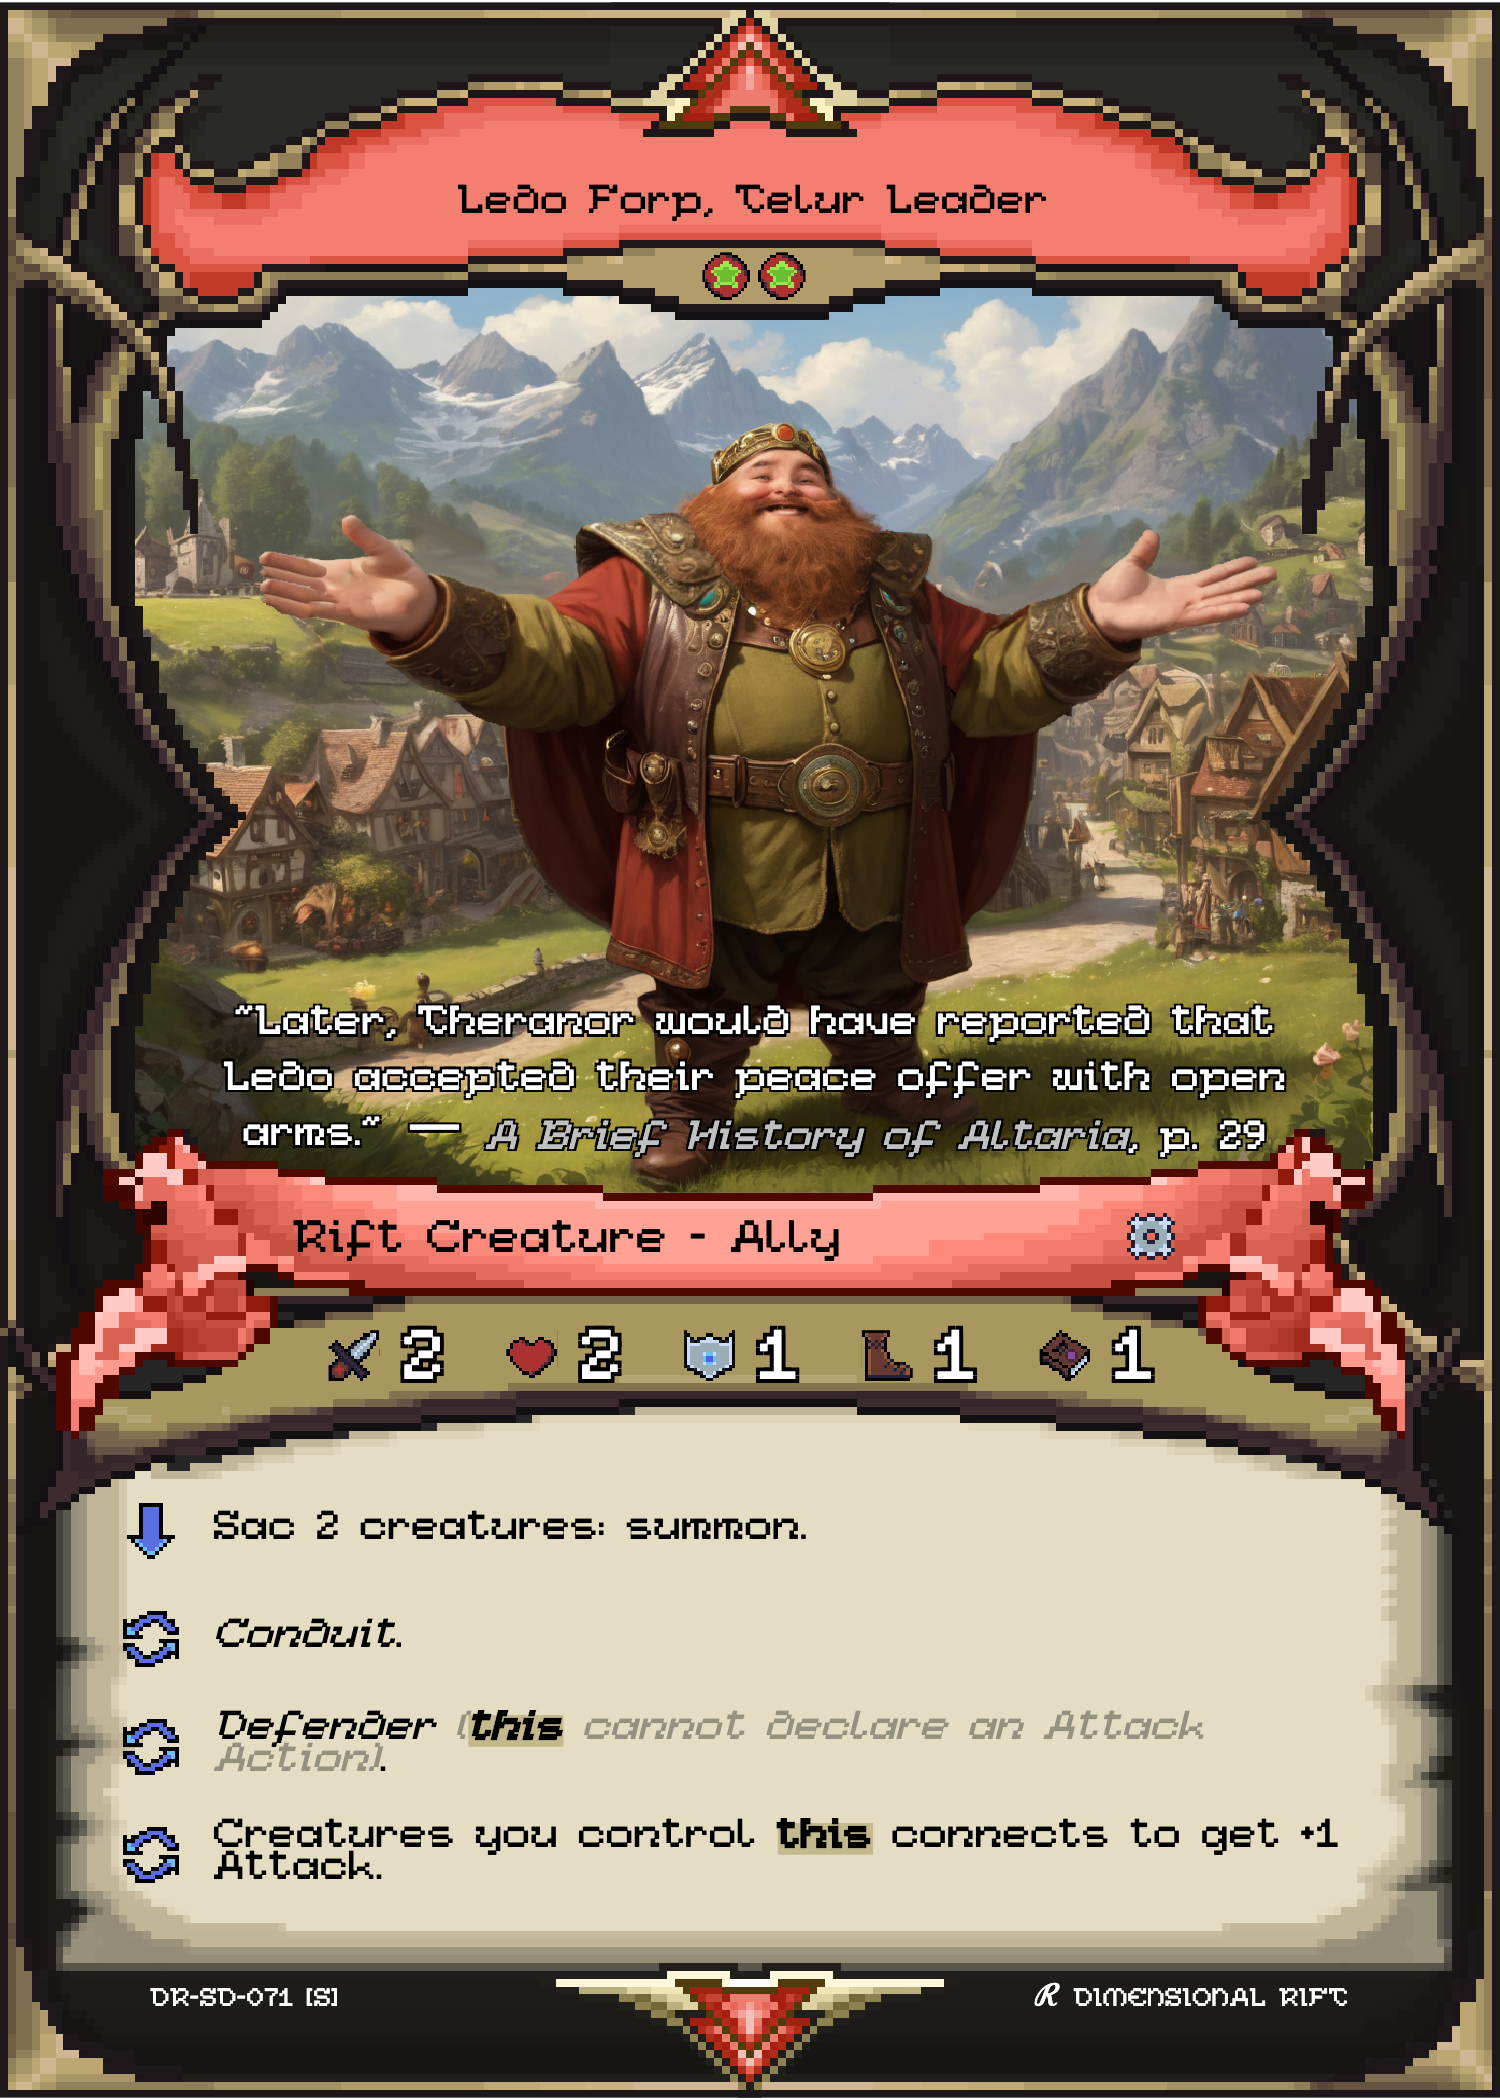 Ledo Forp, Telur Leader
"Later, Theranor would have reported that
Ledo accepted their peace offer with open
arms." — A Brief History of Altaria, p. 29
Rift Creature - Ally
2 2 1 1 1
Sac 2 creatures: summon.
Conduit.
Defender (this cannot declare an Attack
Action).
Creatures you control this connects to get +1
Attack.
DR-SD-071 [S]
R DIMENSIONAL RIFT